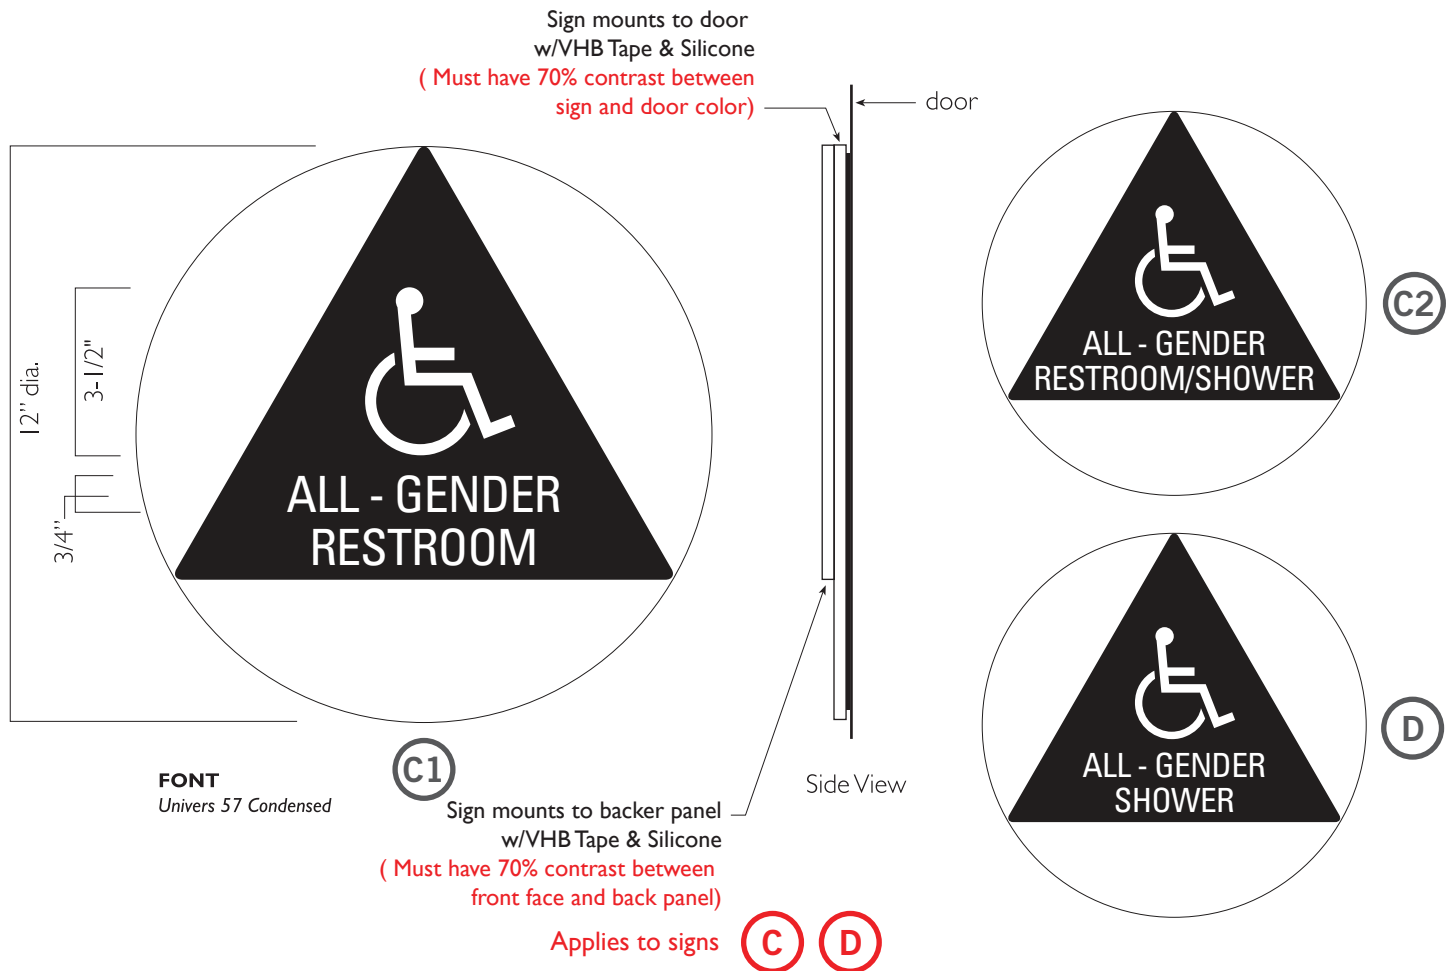 Sign mounts to door
w/VHB Tape & Silicone
( Must have 70% contrast between
sign and door color)
door
12'' dia.
3-1/2"
3/4''
ALL - GENDER
RESTROOM
C1
FONT
Univers 57 Condensed
Side View
Sign mounts to backer panel
w/VHB Tape & Silicone
( Must have 70% contrast between
front face and back panel)
Applies to signs C D
ALL - GENDER
RESTROOM/SHOWER
C2
ALL - GENDER
SHOWER
D